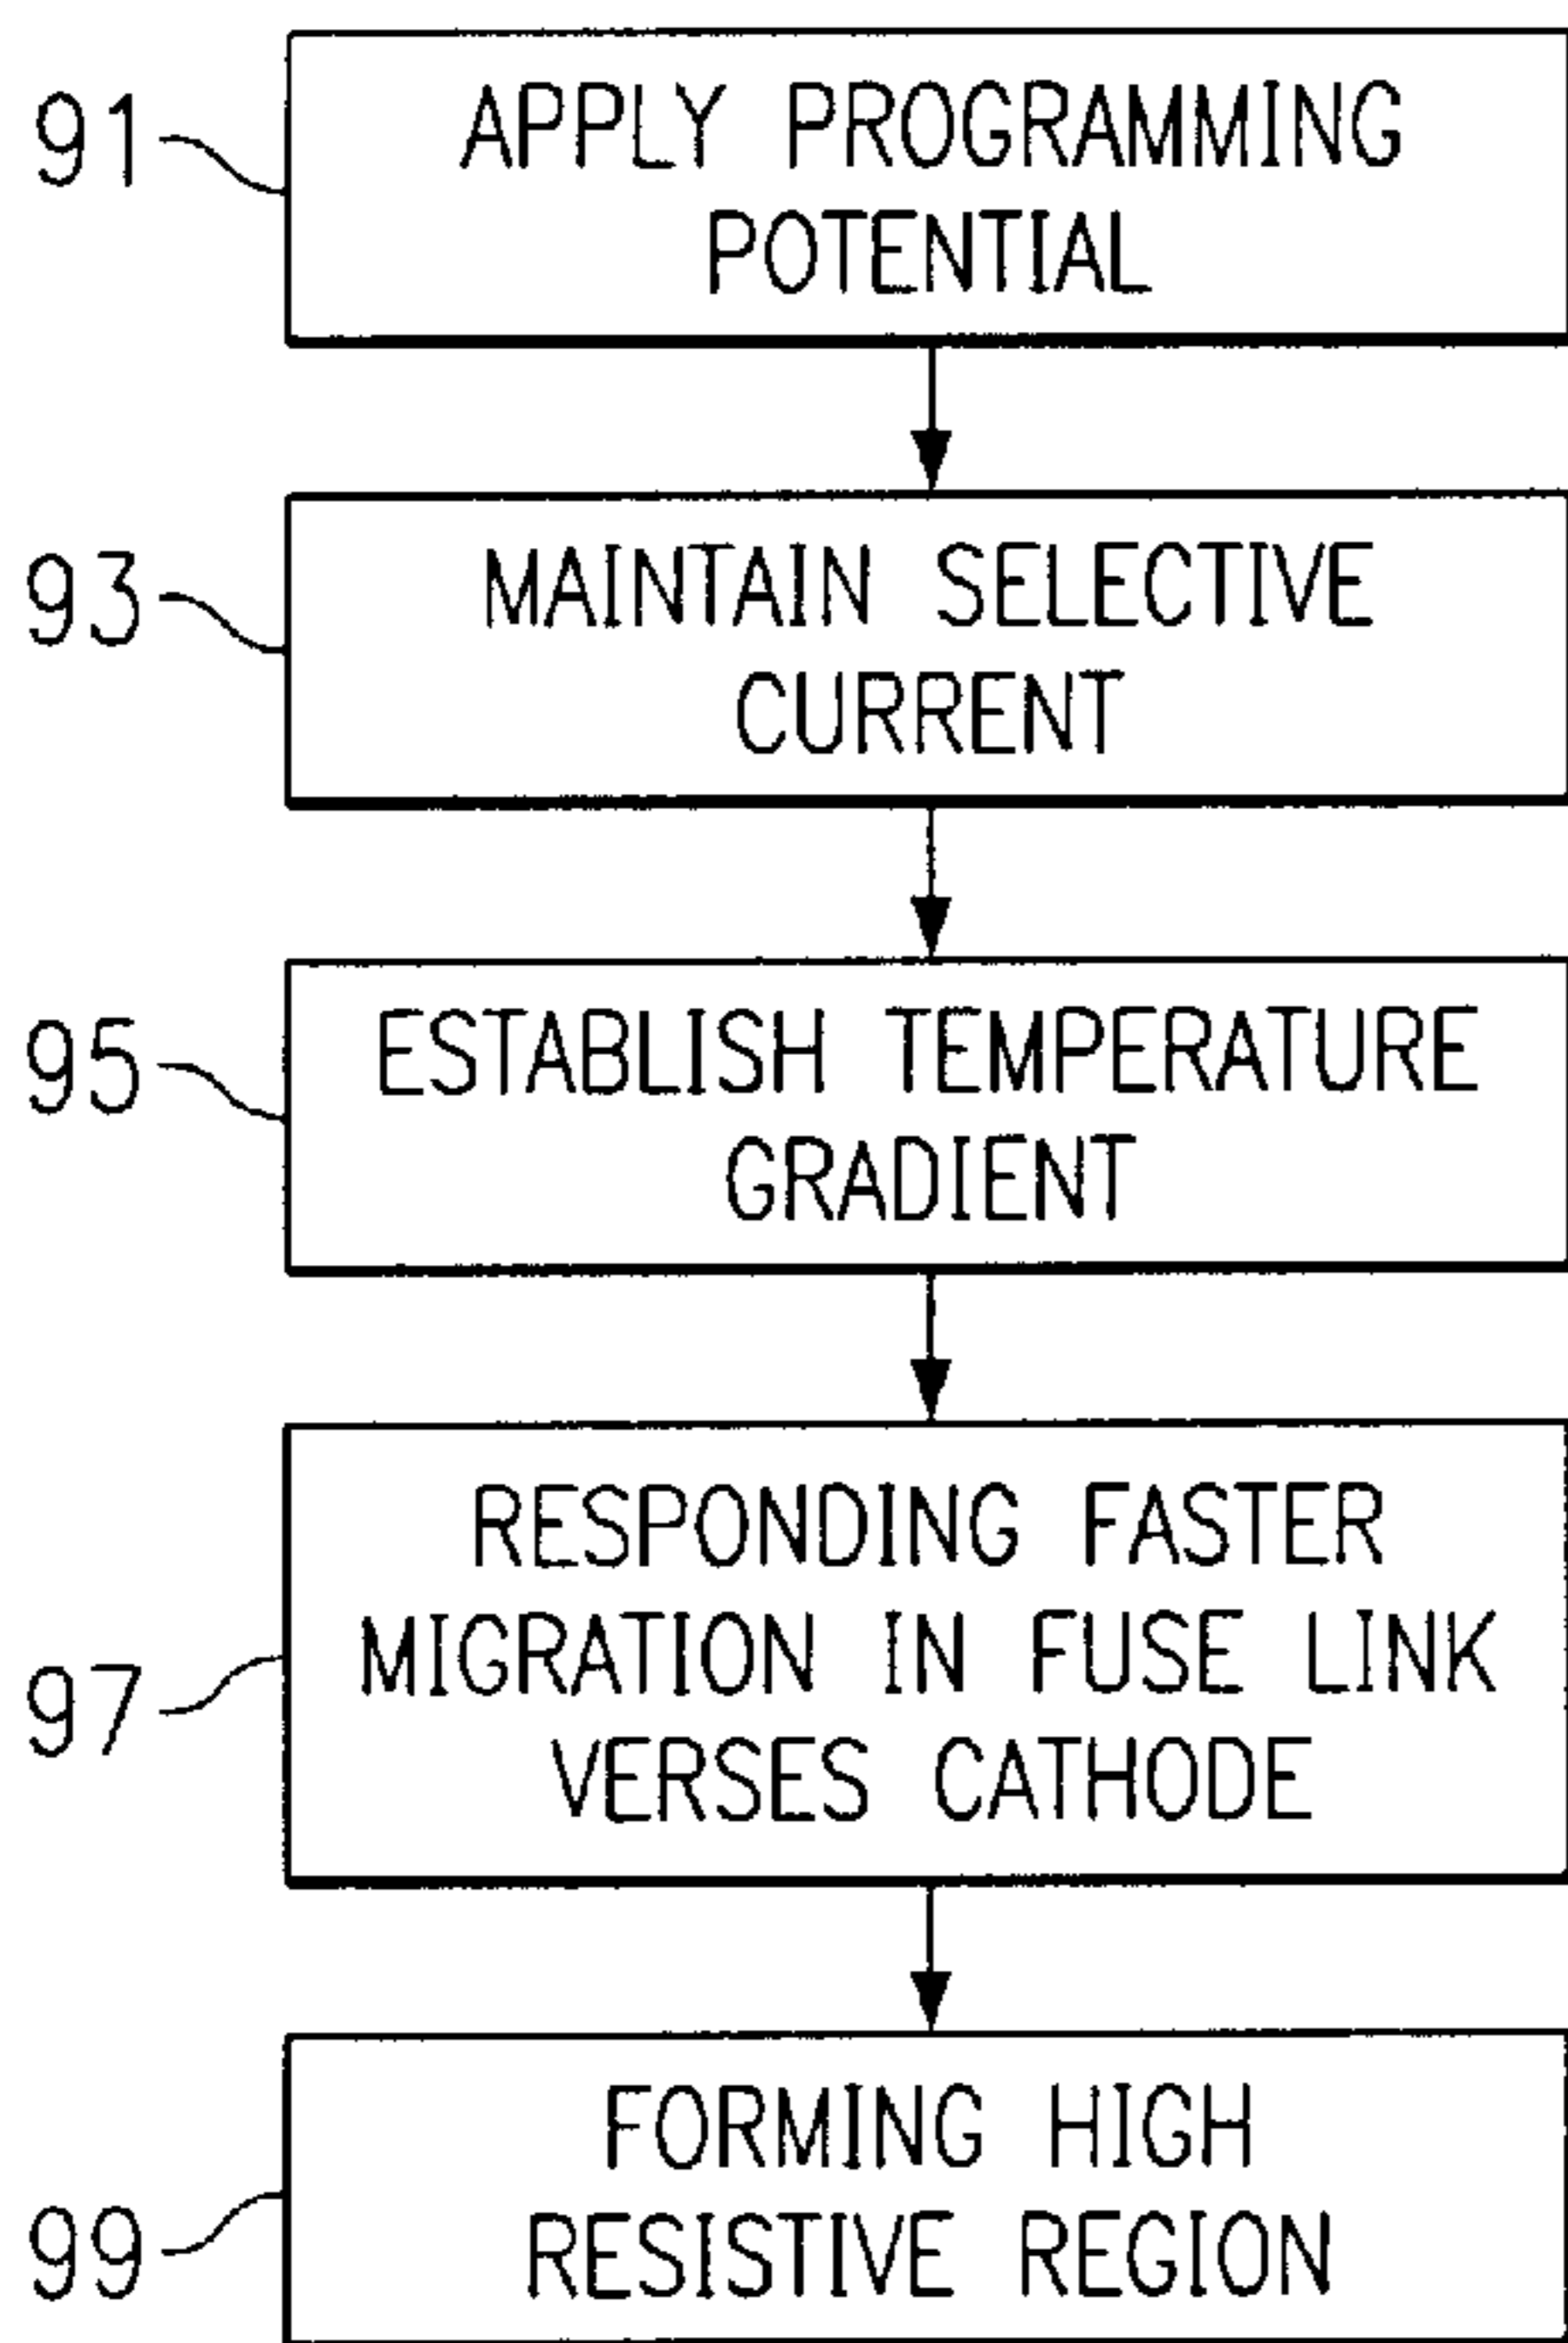 91
APPLY PROGRAMMING
POTENTIAL
93
MAINTAIN SELECTIVE
CURRENT
95
ESTABLISH TEMPERATURE
GRADIENT
97
RESPONDING FASTER
MIGRATION IN FUSE LINK
VERSES CATHODE
99
FORMING HIGH
RESISTIVE REGION